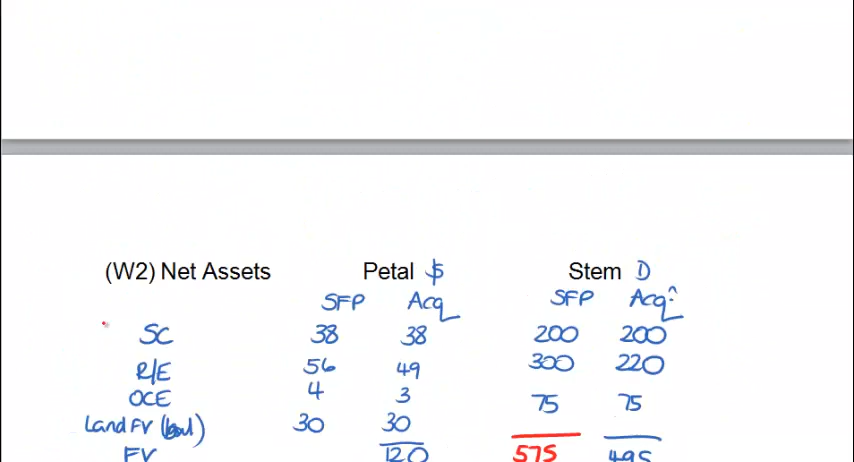 (W2) Net Assets Petal $ Stem D
SFP Acq SFP Acq^
SC 38 38 200 200
R/E 56 49 300 220
OCE 4 3 75 75
Land FV (bal) 30 30
FV 120 575 495